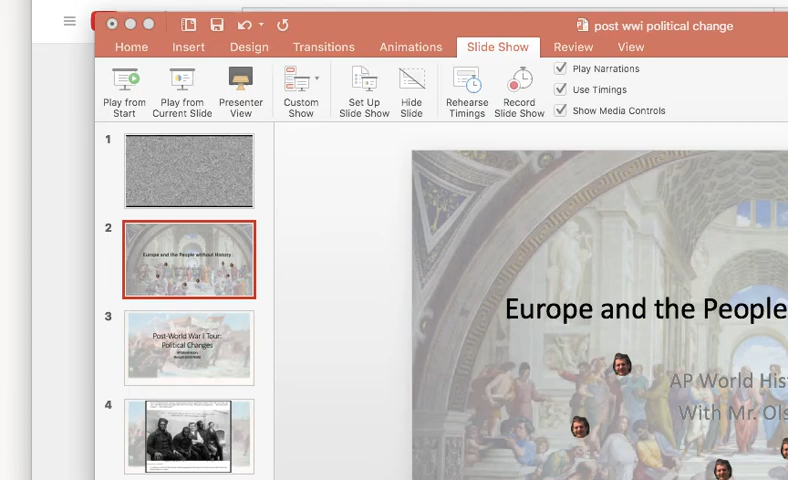 post wwi political change
Home Insert Design Transitions Animations Slide Show Review View
Play from Start
Play from Current Slide
Presenter View
Custom Show
Set Up Slide Show
Hide Slide
Rehearse Timings
Record Slide Show
Play Narrations
Use Timings
Show Media Controls
1
2
Europe and the People without History
3
Post-World War I Tour:
Political Changes
4
Europe and the People
AP World Hist
With Mr. Ols